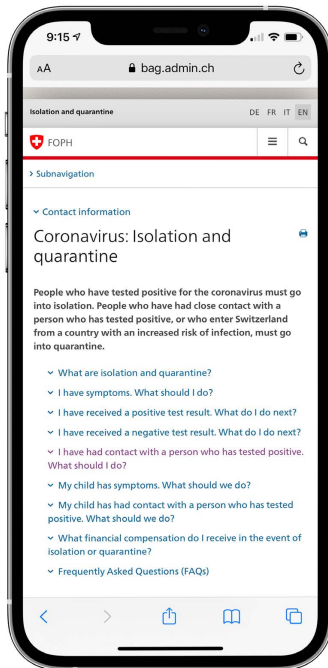 9:15
AA bag.admin.ch
Isolation and quarantine DE FR IT EN
FOPH
Subnavigation
Contact information
Coronavirus: Isolation and
quarantine
People who have tested positive for the coronavirus must go
into isolation. People who have had close contact with a
person who has tested positive, or who enter Switzerland
from a country with an increased risk of infection, must go
into quarantine.
What are isolation and quarantine?
I have symptoms. What should I do?
I have received a positive test result. What do I do next?
I have received a negative test result. What do I do next?
I have had contact with a person who has tested positive.
What should I do?
My child has symptoms. What should we do?
My child has had contact with a person who has tested
positive. What should we do?
What financial compensation do I receive in the event of
isolation or quarantine?
Frequently Asked Questions (FAQs)